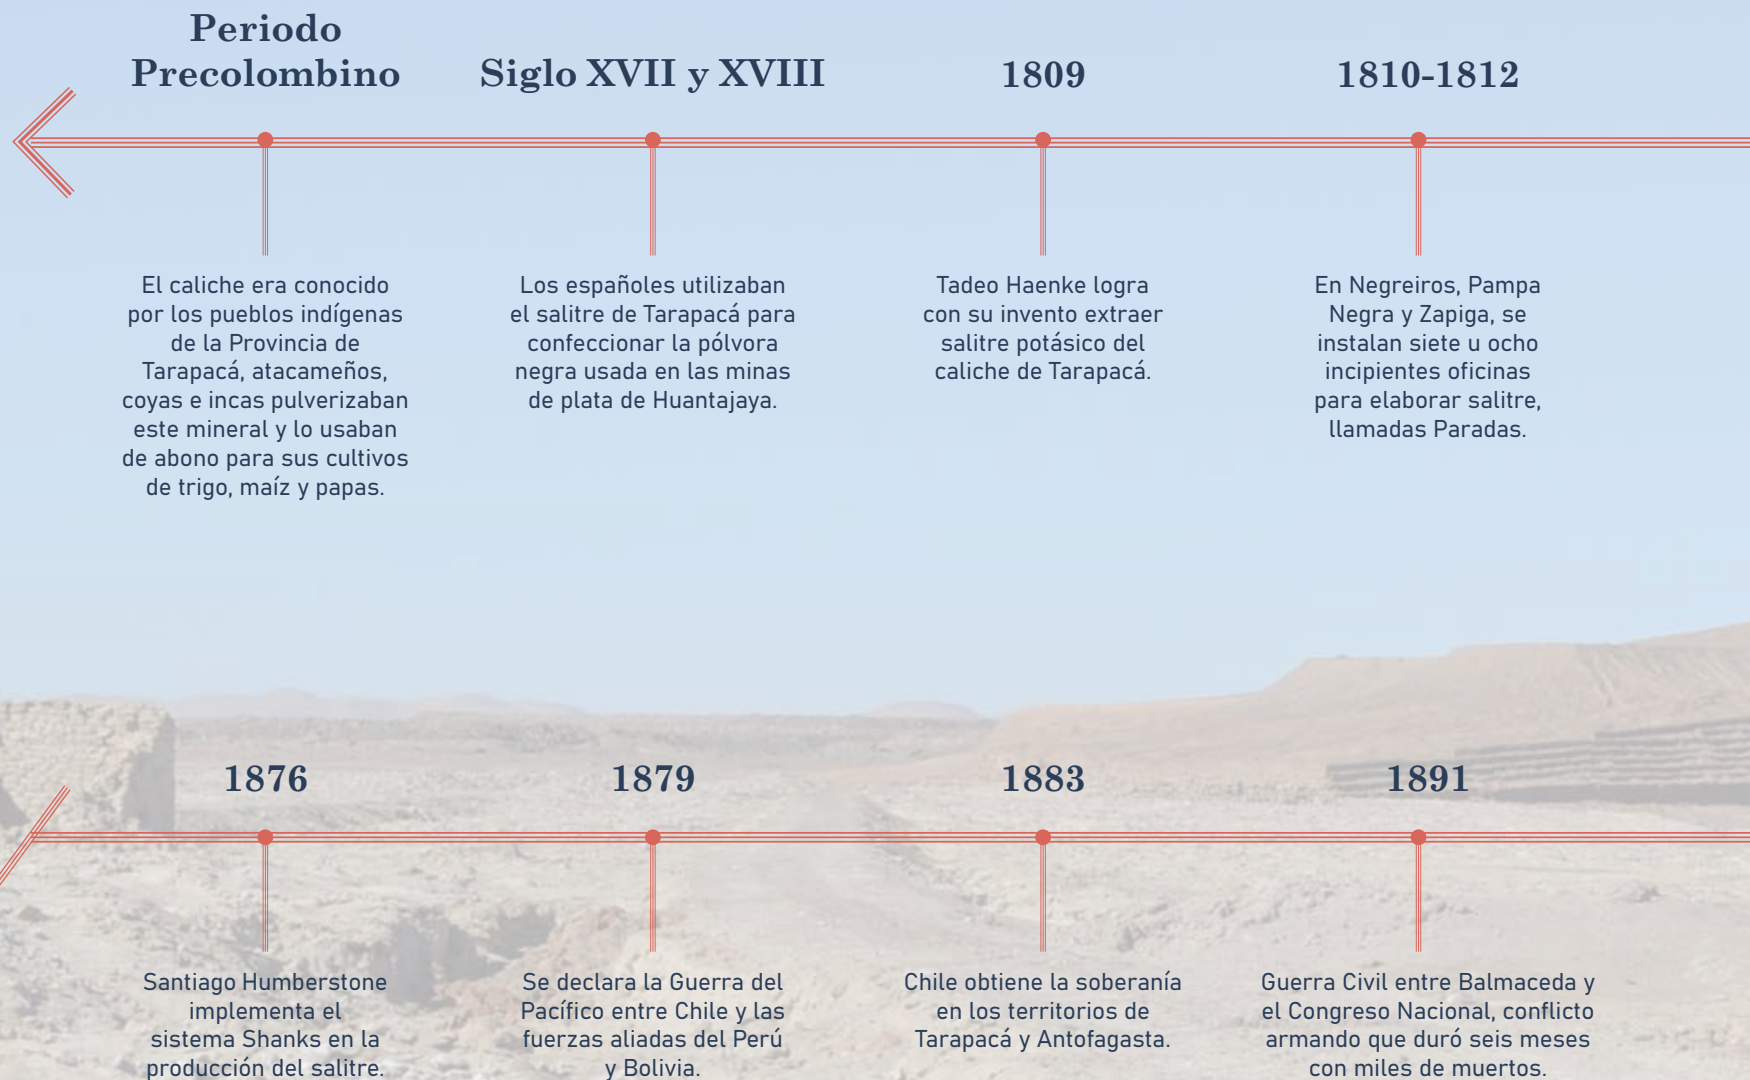 Periodo
Precolombino
Siglo XVII y XVIII
1809
1810-1812
El caliche era conocido
por los pueblos indígenas
de la Provincia de
Tarapacá, atacameños,
coyas e incas pulverizaban
este mineral y lo usaban
de abono para sus cultivos
de trigo, maíz y papas.
Los españoles utilizaban
el salitre de Tarapacá para
confeccionar la pólvora
negra usada en las minas
de plata de Huantajaya.
Tadeo Haenke logra
con su invento extraer
salitre potásico del
caliche de Tarapacá.
En Negreiros, Pampa
Negra y Zapiga, se
instalan siete u ocho
incipientes oficinas
para elaborar salitre,
llamadas Paradas.
1876
1879
1883
1891
Santiago Humberstone
implementa el
sistema Shanks en la
producción del salitre.
Se declara la Guerra del
Pacífico entre Chile y las
fuerzas aliadas del Perú
y Bolivia.
Chile obtiene la soberanía
en los territorios de
Tarapacá y Antofagasta.
Guerra Civil entre Balmaceda y
el Congreso Nacional, conflicto
armando que duró seis meses
con miles de muertos.